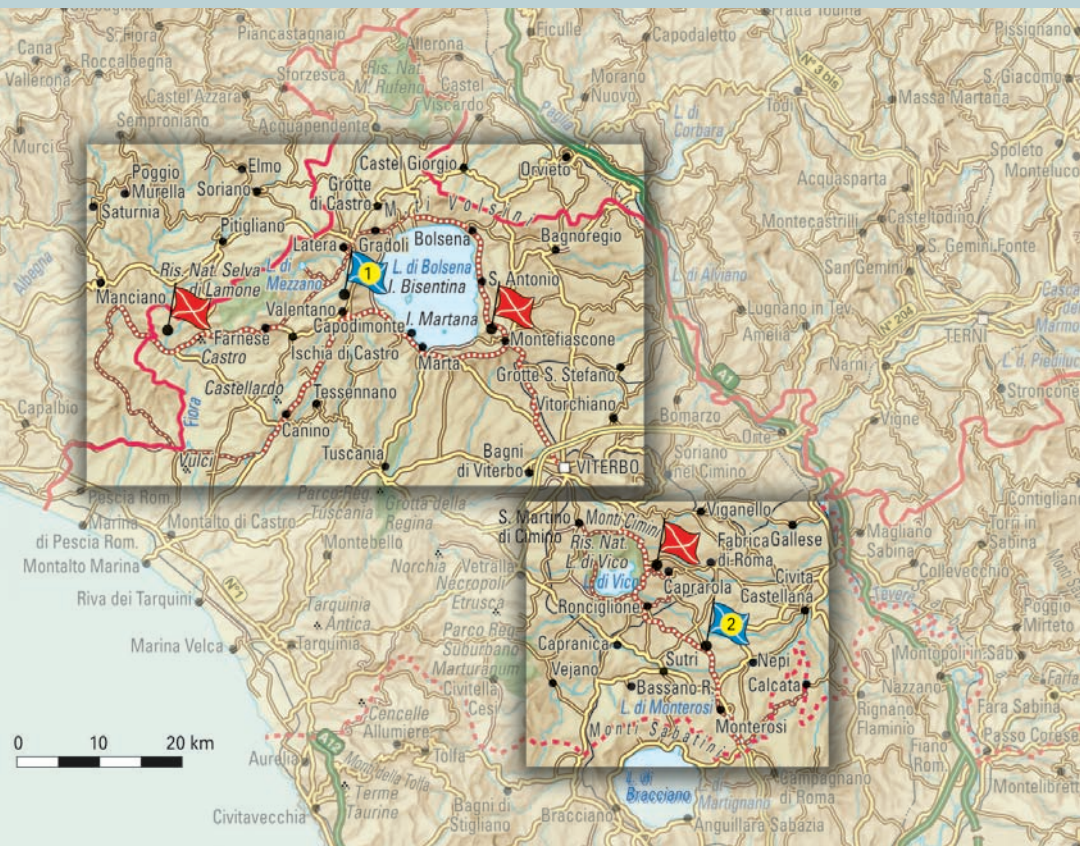 S. Fiora
Piancastagnaio
Allerona
Ficulle
Capodaletto
Fratta Todina
Pissignano
Cana
Roccalbegna
Vallerona
Sforzesca
Ris. Nat.
M. Rufeno
Castel
Viscardo
Morano
Nuovo
N° 3 bis
Todi
S. Giacomo
Massa Martana
Castel'Azzara
Semproniano
Acquapendente
Paglia
L. di
Corbara
Murci
Spoleto
Monteluco
Poggio
Murella
Elmo
Soriano
Saturnia
Castel Giorgio
Orvieto
Grotte
di Castro
Monti Volsini
Acquasparta
Montecastrilli
Casteltodino
Pitigliano
Latera
Gradoli
Bolsena
Bagnoregio
S. Gemini Fonte
San Gemini
Albegna
Ris. Nat. Selva
di Lamone
L. di
Mezzano
1
L. di Bolsena
I. Bisentina
S. Antonio
L. di Alviano
Manciano
Valentano
Capodimonte
I. Martana
Lugnano in Tev.
Amelia
N° 204
TERNI
Farnese
Castro
Ischia di Castro
Marta
Montefiascone
Grotte S. Stefano
Narni
L. d. Piediluco
Stroncone
A1
Castellardo
Tessennano
Vitorchiano
Bomarzo
Vigne
Capalbio
Fiora
Canino
Orte
Vulci
Tuscania
Bagni
di Viterbo
VITERBO
Soriano
nel Cimino
Pescia Rom.
Parco Reg.
Tuscania
Grotta della
Regina
S. Martino
di Cimino
Monti Cimini
Viganello
Contigliano
Marina
di Pescia Rom.
Montalto di Castro
Montebello
Ris. Nat.
L. di Vico
Fabrica
di Roma
Gallese
Magliano
Sabina
Torri in
Sabina
Montalto Marina
Norchia
Vetralla
Necropoli
Etrusca
L. di Vico
Caprarola
Civita
Castellana
Collevecchio
Riva dei Tarquini
N°1
Ronciglione
2
Tevere
Poggio
Mirteto
Tarquinia
Antica
Parco Reg.
Suburbano
Marturanum
Marina Velca
Tarquinia
Capranica
Sutri
Nepi
Montopoli in Sab.
Vejano
Bassano R.
Calcata
Nazzano
Civitella
Cesi
L. di Monterosi
Monterosi
Rignano
Flaminio
Fara Sabina
Cencelle
Allumiere
Monti Sabatini
0 10 20 km
Aurelia
A12
Tolfa
Fiano
Rom.
Passo Corese
Monti della Tolfa
Terme
Taurine
L. di
Bracciano
L. di
Martignano
Campagnano
di Roma
Montelibretti
Civitavecchia
Bagni di
Stigliano
Bracciano
Anguillara Sabazia